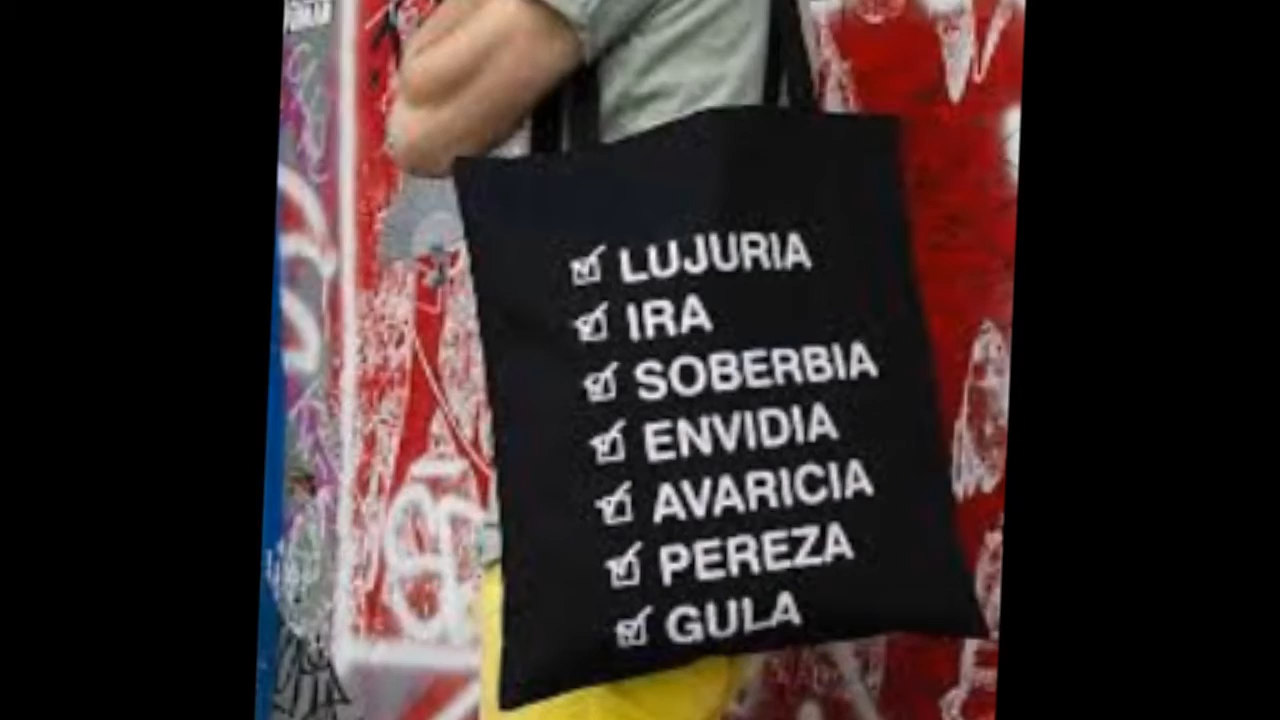 LUJURIA
IRA
SOBERBIA
ENVIDIA
AVARICIA
PEREZA
GULA